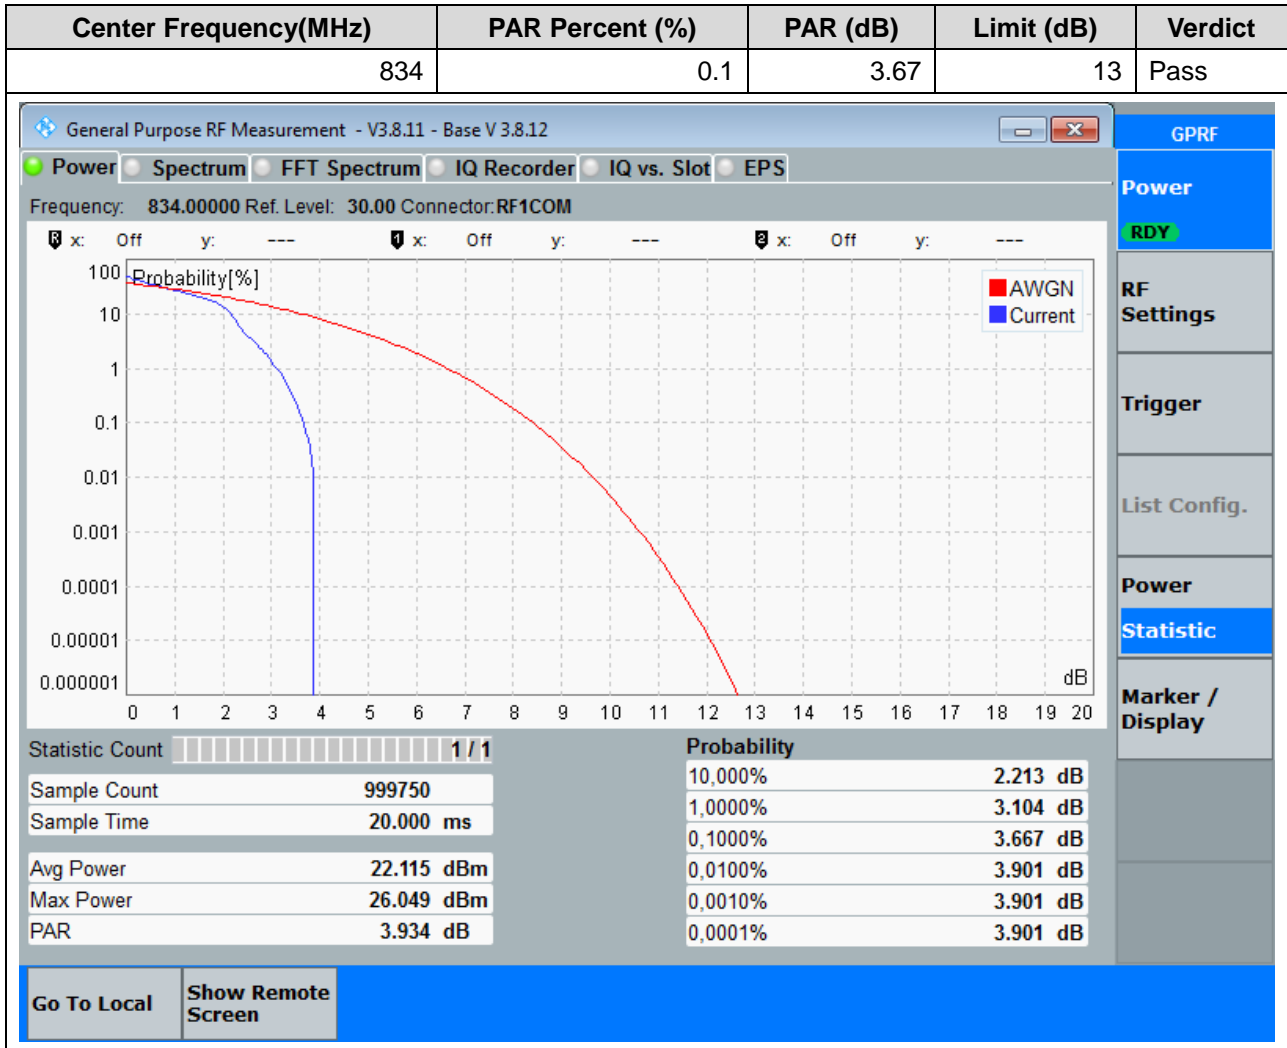 Center Frequency(MHz) PAR Percent (%) PAR (dB) Limit (dB) Verdict
834 0.1 3.67 13 Pass
General Purpose RF Measurement - V3.8.11 - Base V 3.8.12
GPRF
Power Spectrum FFT Spectrum IQ Recorder IQ vs. Slot EPS
Frequency: 834.00000 Ref. Level: 30.00 Connector: RF1COM
R x: Off y: --- 1 x: Off y: --- 2 x: Off y: ---
Probability[%]
AWGN
Current
100
10
1
0.1
0.01
0.001
0.0001
0.00001
0.000001
dB
0 1 2 3 4 5 6 7 8 9 10 11 12 13 14 15 16 17 18 19 20
Statistic Count 1 / 1
Sample Count 999750
Sample Time 20.000 ms
Avg Power 22.115 dBm
Max Power 26.049 dBm
PAR 3.934 dB
Probability
10,000% 2.213 dB
1,0000% 3.104 dB
0,1000% 3.667 dB
0,0100% 3.901 dB
0,0010% 3.901 dB
0,0001% 3.901 dB
Power
RDY
RF
Settings
Trigger
List Config.
Power
Statistic
Marker /
Display
Go To Local
Show Remote
Screen